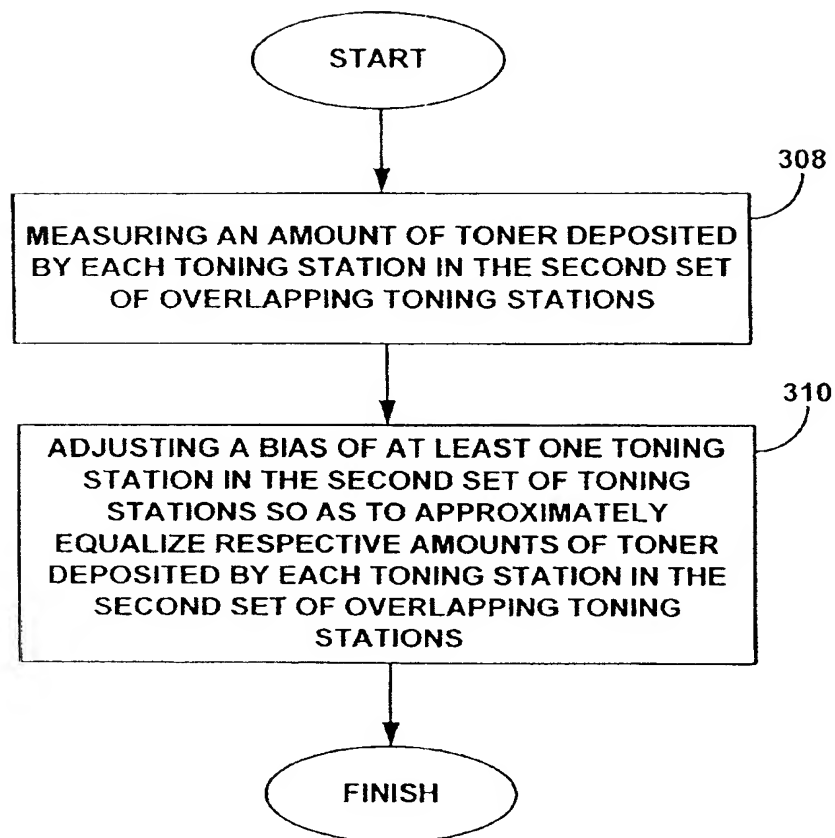 START
308
MEASURING AN AMOUNT OF TONER DEPOSITED
BY EACH TONING STATION IN THE SECOND SET
OF OVERLAPPING TONING STATIONS
310
ADJUSTING A BIAS OF AT LEAST ONE TONING
STATION IN THE SECOND SET OF TONING
STATIONS SO AS TO APPROXIMATELY
EQUALIZE RESPECTIVE AMOUNTS OF TONER
DEPOSITED BY EACH TONING STATION IN THE
SECOND SET OF OVERLAPPING TONING
STATIONS
FINISH